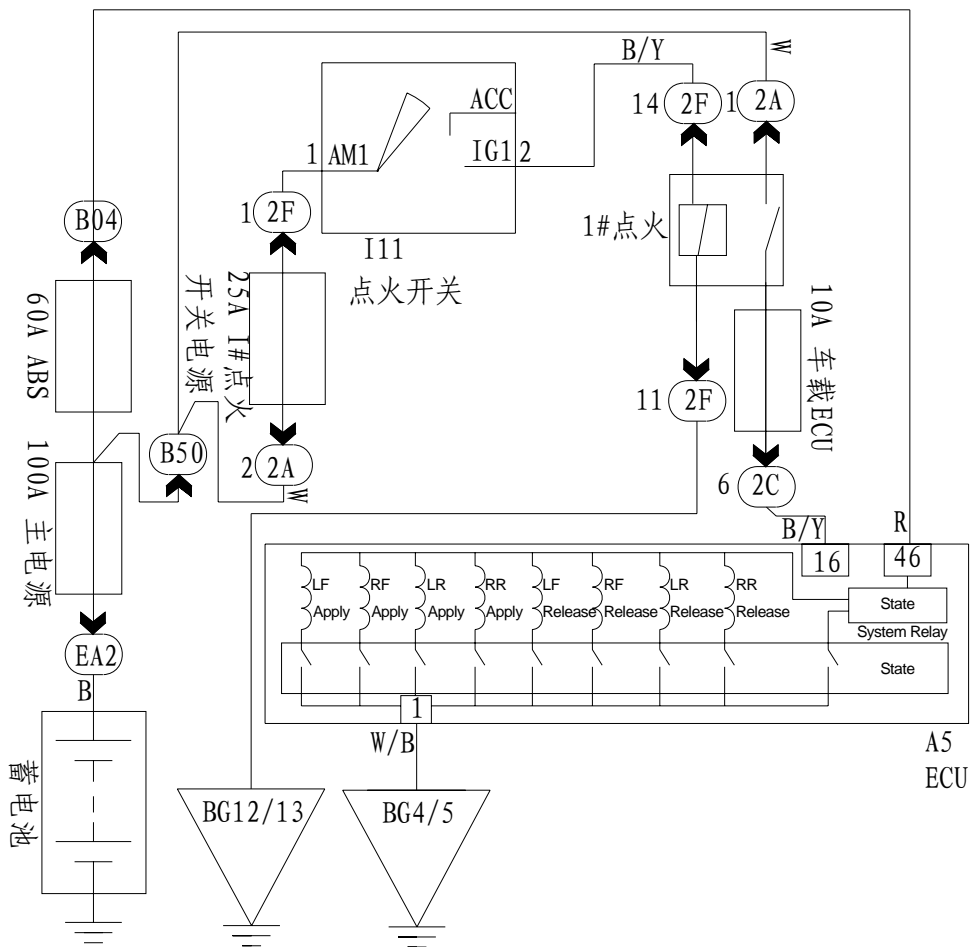 W
B/Y
14 2F
1 2A
ACC
1 AM1
IG1 2
B04
1 2F
1#点火
I11
点火开关
60A ABS
25A I#点火
开关电源
10A 车载ECU
11 2F
B50
2 2A
W
100A 主电源
6 2C
B/Y
R
16
46
LF
Apply
RF
Apply
LR
Apply
RR
Apply
LF
Release
RF
Release
LR
Release
RR
Release
State
System Relay
State
EA2
B
1
W/B
A5
ECU
蓄电池
BG12/13
BG4/5